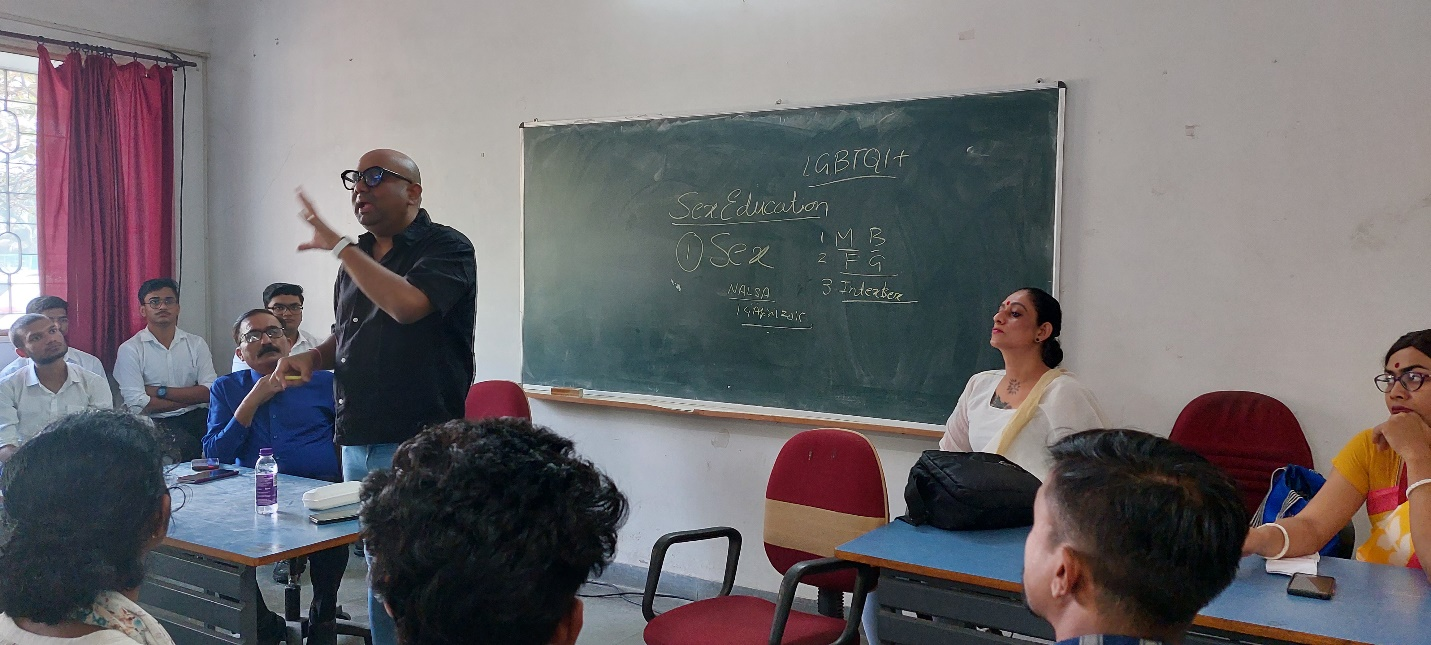 LGBTQI+
Sex Education
① Sex
1 M B
2 F G
3. Intersex
NALSA